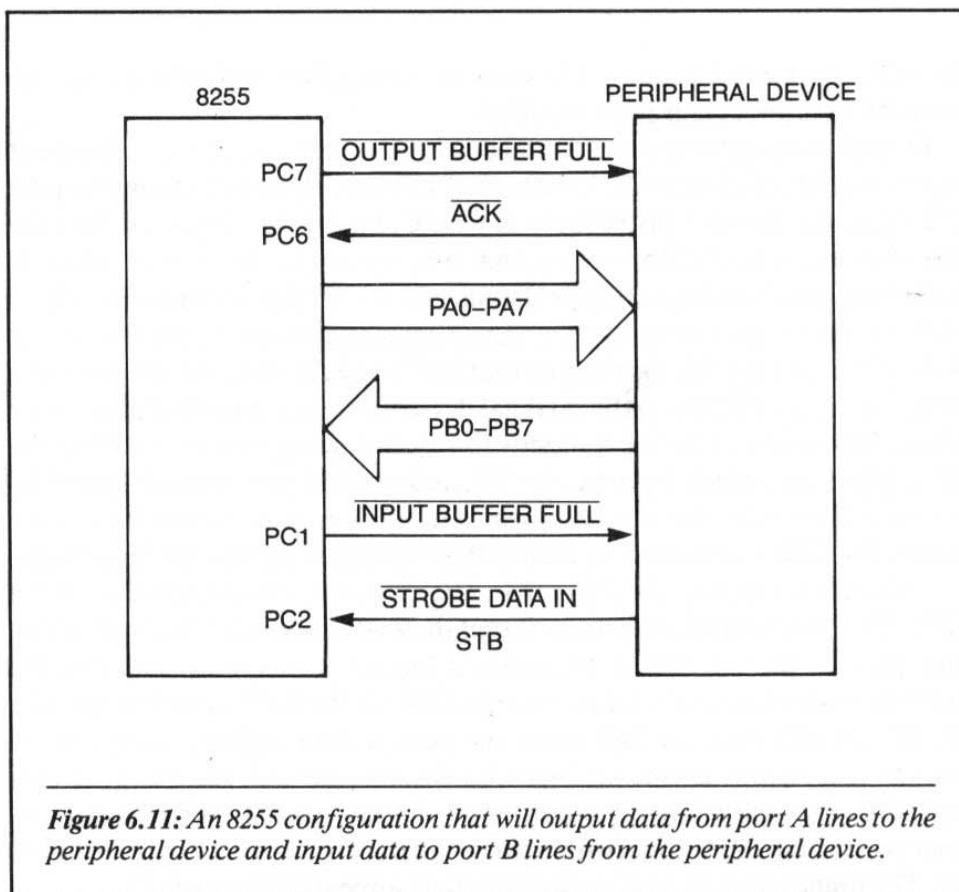 8255
PERIPHERAL DEVICE
PC7
OUTPUT BUFFER FULL
PC6
ACK
PA0–PA7
PB0–PB7
PC1
INPUT BUFFER FULL
PC2
STROBE DATA IN
STB
Figure 6.11: An 8255 configuration that will output data from port A lines to the
peripheral device and input data to port B lines from the peripheral device.